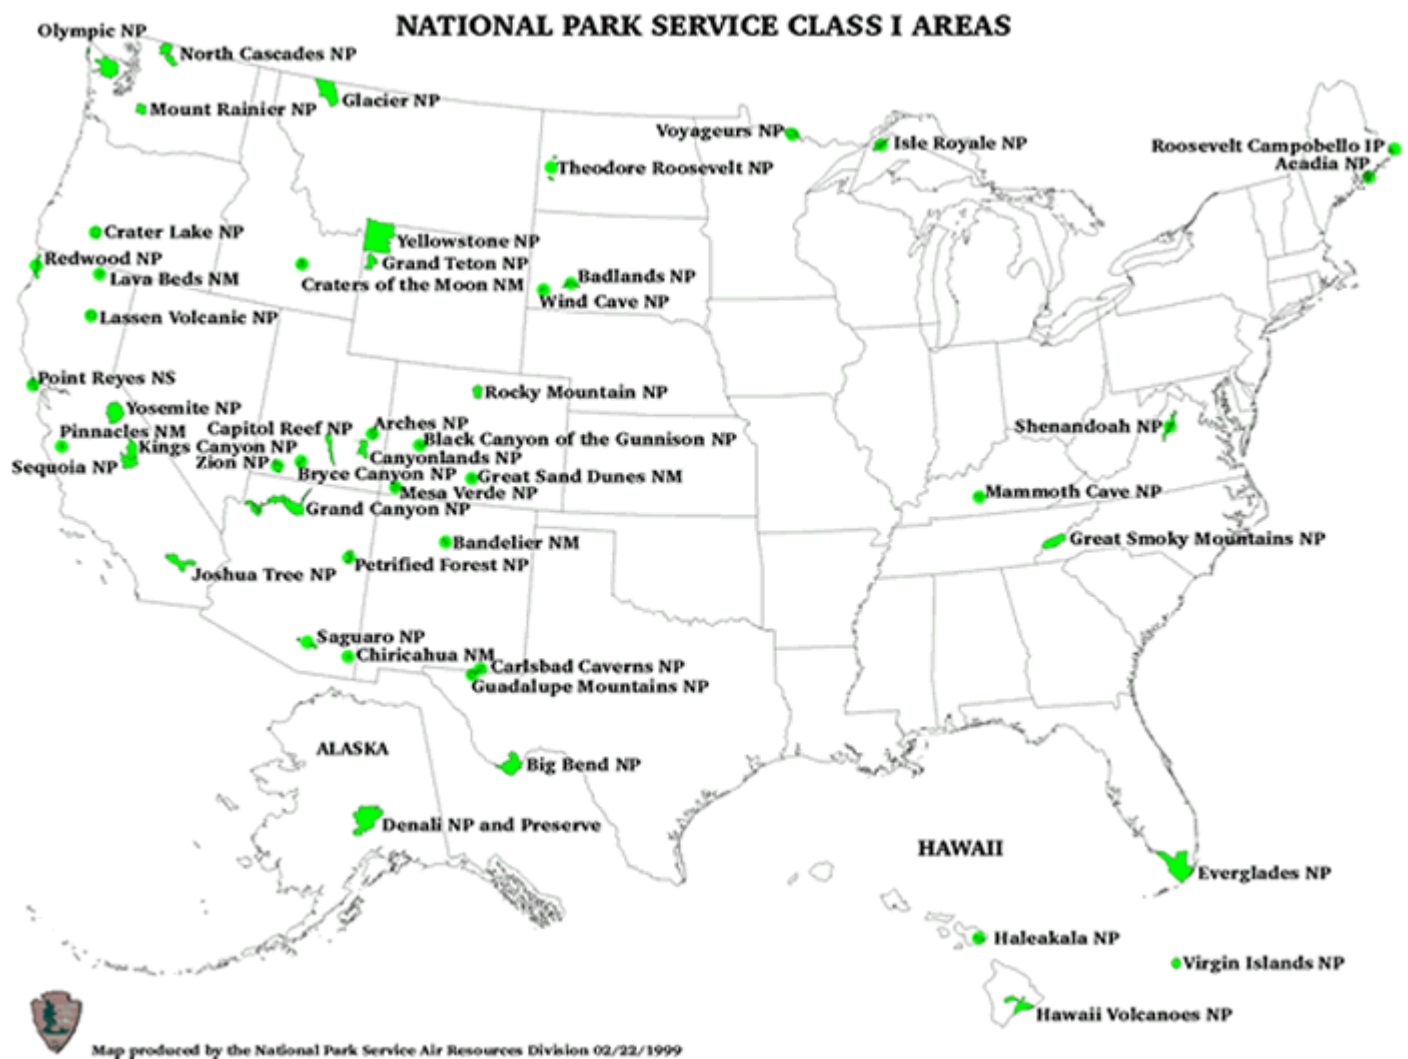 NATIONAL PARK SERVICE CLASS I AREAS
Olympic NP
North Cascades NP
Glacier NP
Mount Rainier NP
Voyageurs NP
Isle Royale NP
Roosevelt Campobello IP
Acadia NP
Theodore Roosevelt NP
Crater Lake NP
Yellowstone NP
Redwood NP
Grand Teton NP
Lava Beds NM
Badlands NP
Craters of the Moon NM
Wind Cave NP
Lassen Volcanic NP
Point Reyes NS
Rocky Mountain NP
Yosemite NP
Arches NP
Capitol Reef NP
Shenandoah NP
Pinnacles NM
Black Canyon of the Gunnison NP
Kings Canyon NP
Canyonlands NP
Zion NP
Sequoia NP
Bryce Canyon NP
Great Sand Dunes NM
Mesa Verde NP
Mammoth Cave NP
Grand Canyon NP
Great Smoky Mountains NP
Bandelier NM
Petrified Forest NP
Joshua Tree NP
Saguaro NP
Chiricahua NM
Carlsbad Caverns NP
Guadalupe Mountains NP
ALASKA
Big Bend NP
Denali NP and Preserve
HAWAII
Everglades NP
Haleakala NP
Virgin Islands NP
Hawaii Volcanoes NP
Map produced by the National Park Service Air Resources Division 02/22/1999